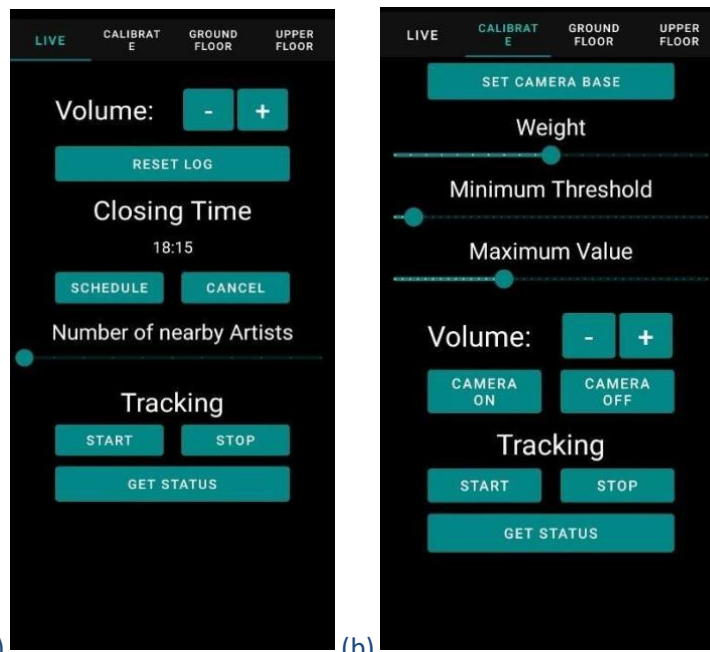 LIVE
CALIBRAT
E
GROUND
FLOOR
UPPER
FLOOR
Volume:
-
+
RESET LOG
Closing Time
18:15
SCHEDULE
CANCEL
Number of nearby Artists
Tracking
START
STOP
GET STATUS
)
(b)
LIVE
CALIBRAT
E
GROUND
FLOOR
UPPER
FLOOR
SET CAMERA BASE
Weight
Minimum Threshold
Maximum Value
Volume:
-
+
CAMERA
ON
CAMERA
OFF
Tracking
START
STOP
GET STATUS